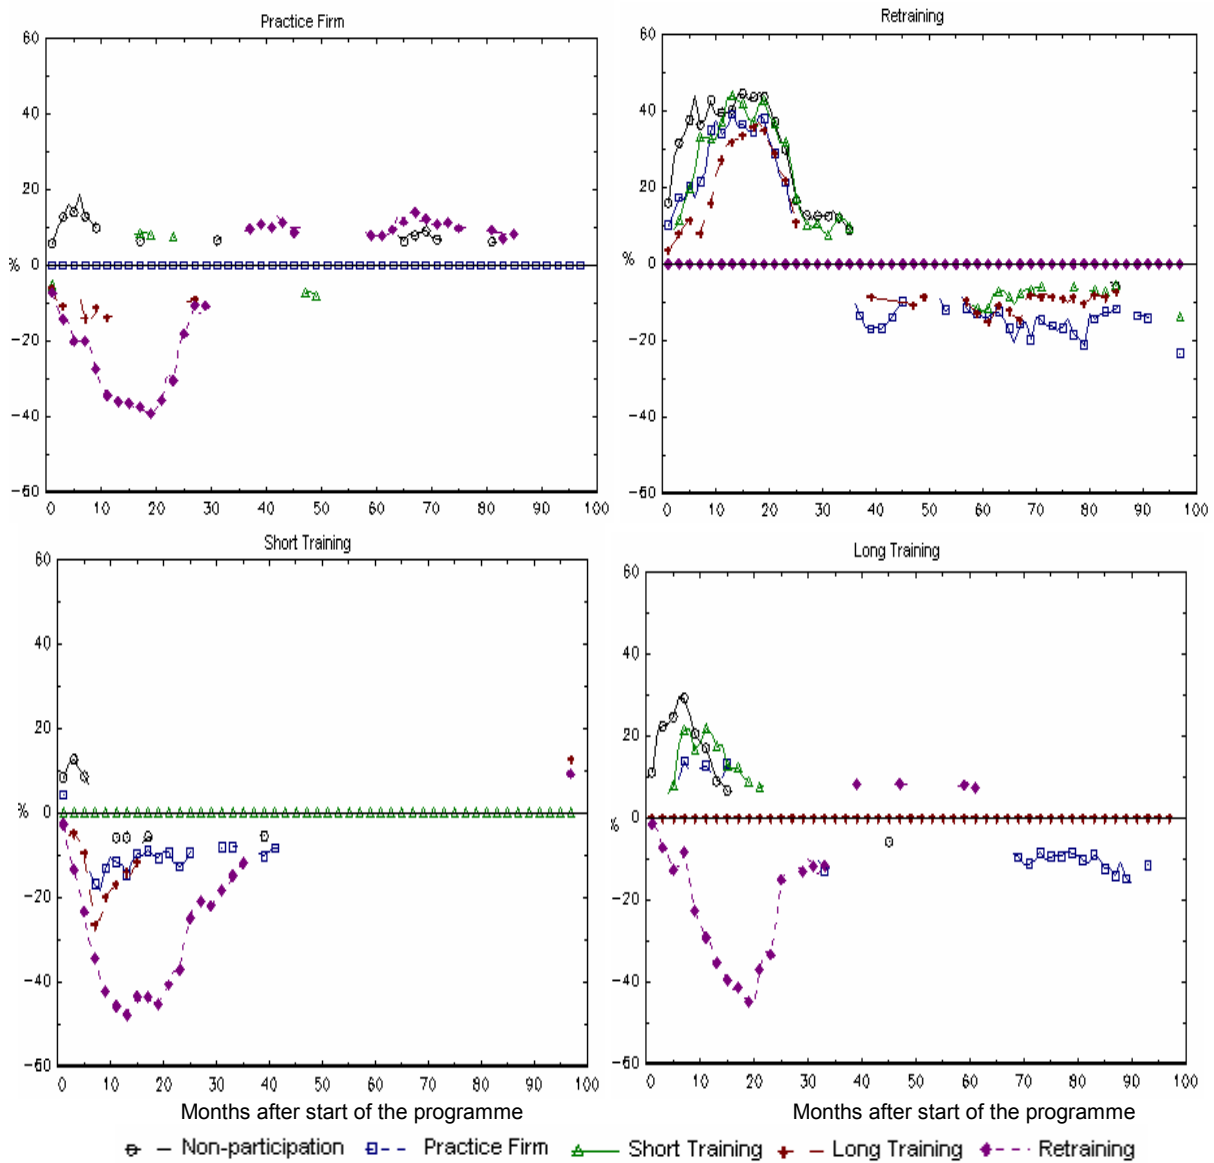 Practice Firm
60
40
20
% 0
-20
-40
-60
0 10 20 30 40 50 60 70 80 90 100
Retraining
60
40
20
% 0
-20
-40
-60
0 10 20 30 40 50 60 70 80 90 100
Short Training
60
40
20
% 0
-20
-40
-60
0 10 20 30 40 50 60 70 80 90 100
Months after start of the programme
Long Training
60
40
20
% 0
-20
-40
-60
0 10 20 30 40 50 60 70 80 90 100
Months after start of the programme
Non-participation Practice Firm Short Training Long Training Retraining